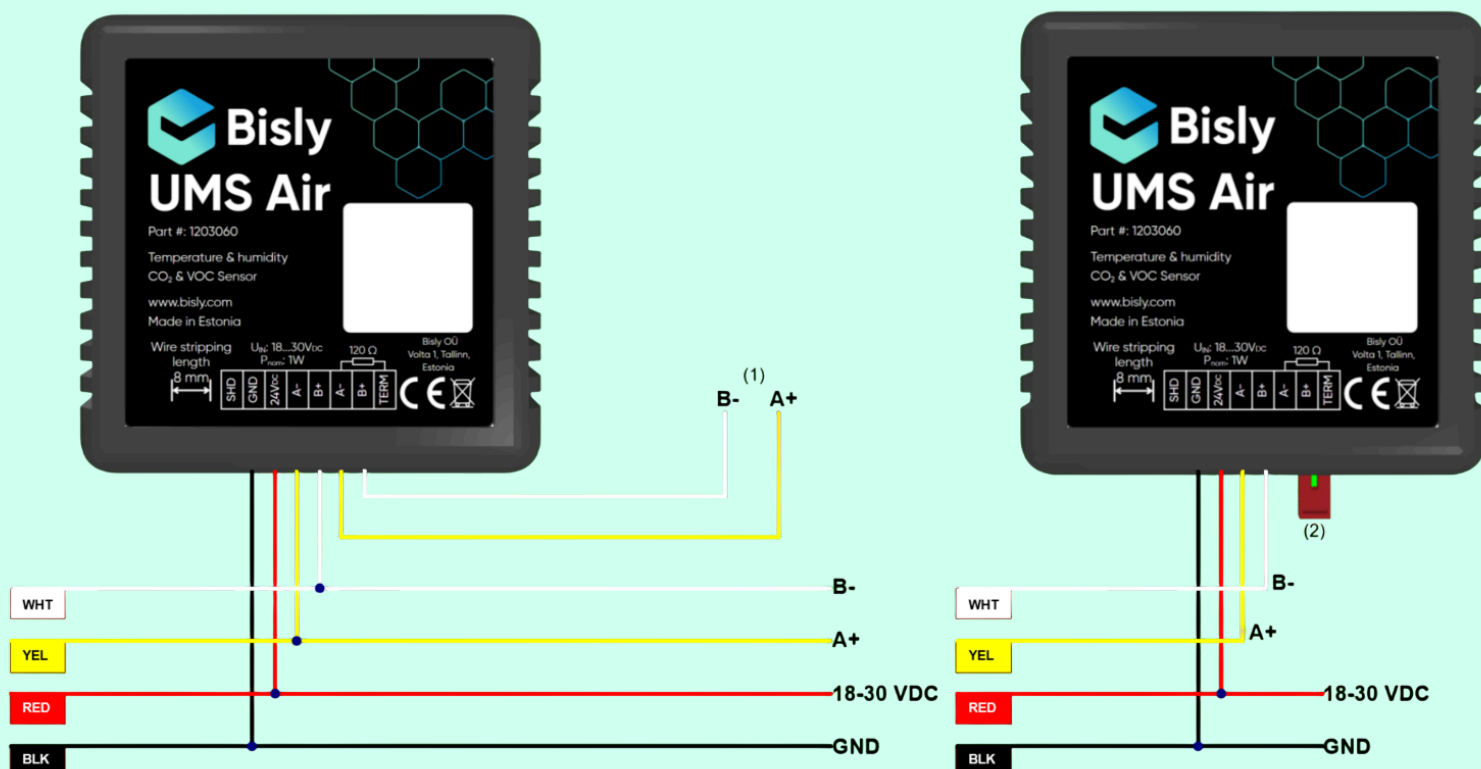 Bisly
UMS Air
Part #: 1203060
Temperature & humidity
CO₂ & VOC Sensor
www.bisly.com
Made in Estonia
Wire stripping
length
8 mm
U_IN: 18...30VDC
P_nom: 1W
120 Ω
Bisly OÜ
Volta 1, Tallinn,
Estonia
SHD GND 24VDC A- B+ A- B+ TERM
CE
(1)
B- A+
WHT B-
YEL A+
RED 18-30 VDC
BLK GND
Bisly
UMS Air
Part #: 1203060
Temperature & humidity
CO₂ & VOC Sensor
www.bisly.com
Made in Estonia
Wire stripping
length
8 mm
U_IN: 18...30VDC
P_nom: 1W
120 Ω
Bisly OÜ
Volta 1, Tallinn,
Estonia
SHD GND 24VDC A- B+ A- B+ TERM
CE
(2)
WHT B-
YEL A+
RED 18-30 VDC
BLK GND